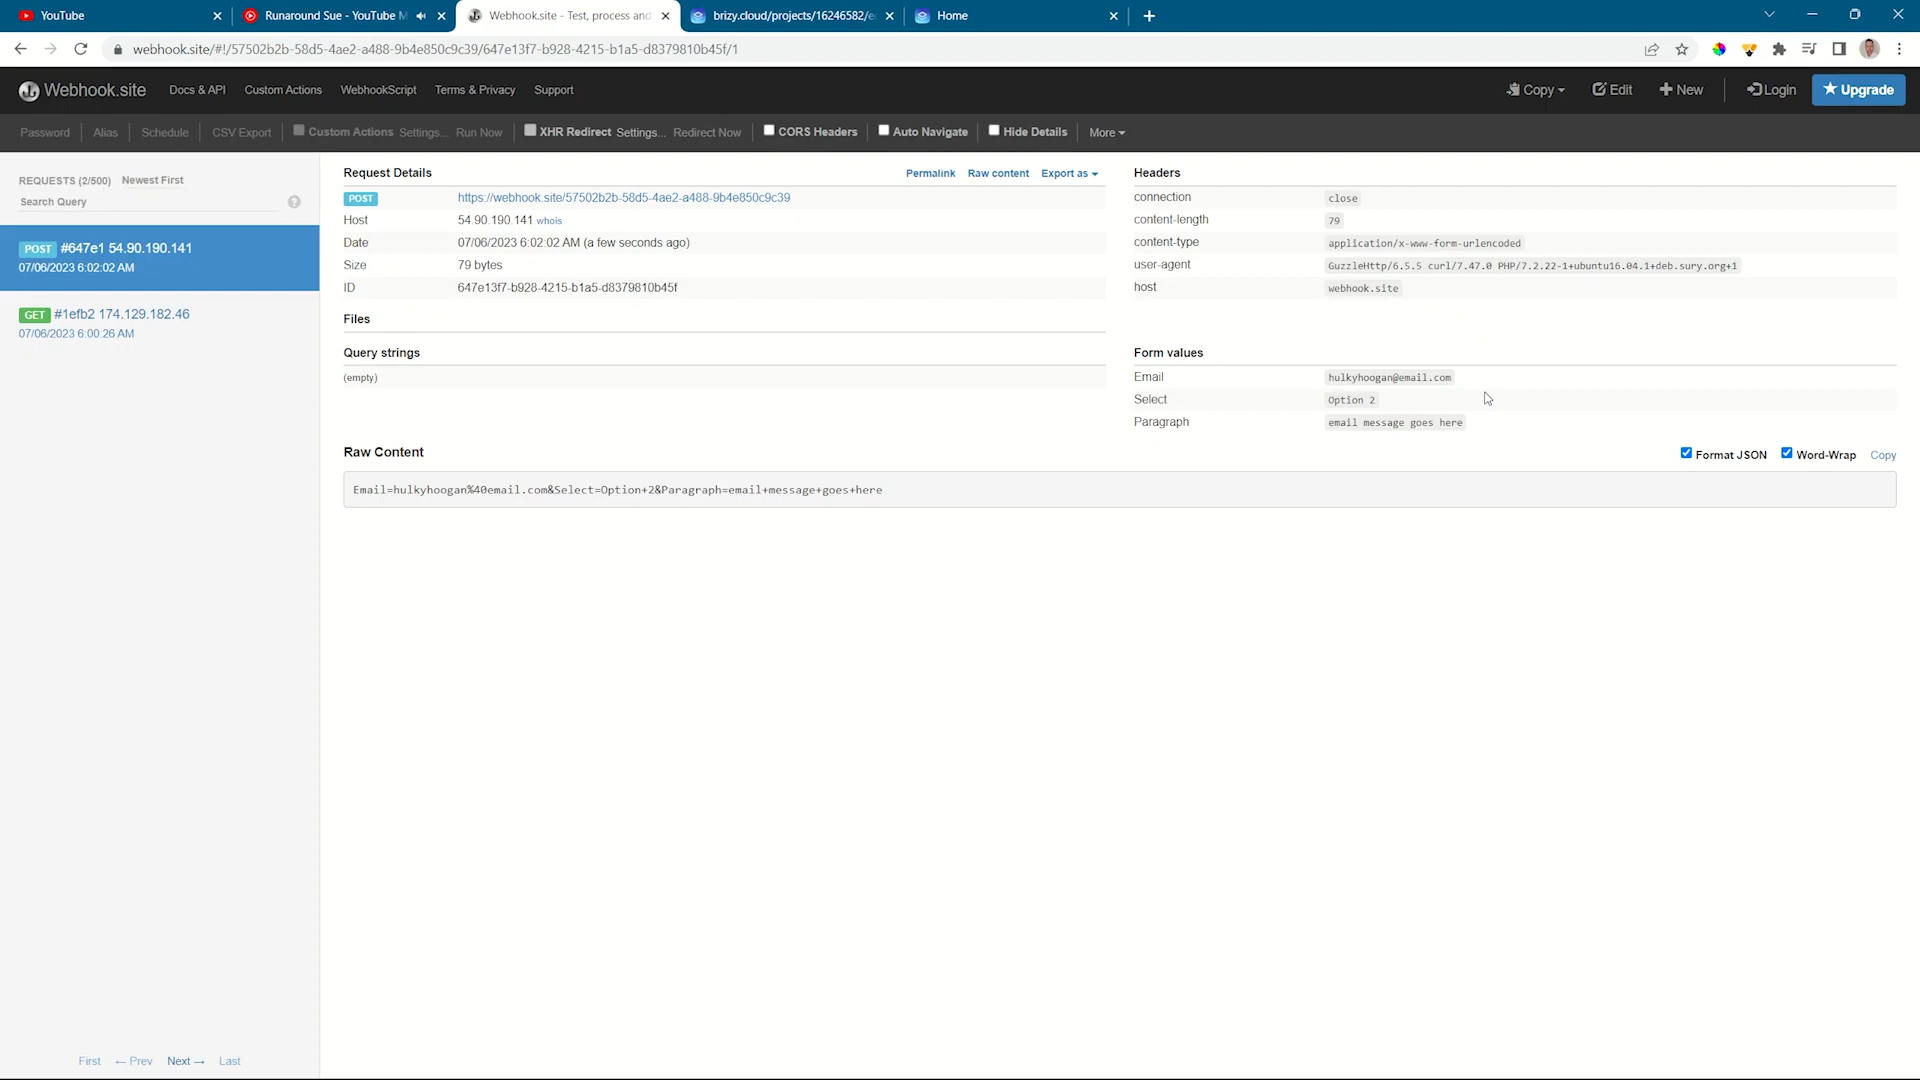 YouTube
Runaround Sue - YouTube M
Webhook.site - Test, process and
brizy.cloud/projects/16246582/e
Home
webhook.site/#!/57502b2b-58d5-4ae2-a488-9b4e850c9c39/647e13f7-b928-4215-b1a5-d8379810b45f/1
Webhook.site
Docs & API
Custom Actions
WebhookScript
Terms & Privacy
Support
Copy
Edit
New
Login
Upgrade
Password
Alias
Schedule
CSV Export
Custom Actions
Settings...
Run Now
XHR Redirect
Settings...
Redirect Now
CORS Headers
Auto Navigate
Hide Details
More
REQUESTS (2/500)
Newest First
Search Query
?
POST #647e1 54.90.190.141
07/06/2023 6:02:02 AM
GET #1efb2 174.129.182.46
07/06/2023 6:00:26 AM
First
← Prev
Next →
Last
Request Details
Permalink
Raw content
Export as
POST https://webhook.site/57502b2b-58d5-4ae2-a488-9b4e850c9c39
Host 54.90.190.141 whois
Date 07/06/2023 6:02:02 AM (a few seconds ago)
Size 79 bytes
ID 647e13f7-b928-4215-b1a5-d8379810b45f
Files
Query strings
(empty)
Headers
connection close
content-length 79
content-type application/x-www-form-urlencoded
user-agent GuzzleHttp/6.5.5 curl/7.47.0 PHP/7.2.22-1+ubuntu16.04.1+deb.sury.org+1
host webhook.site
Form values
Email hulkyhoogan@email.com
Select Option 2
Paragraph email message goes here
Raw Content
Format JSON
Word-Wrap
Copy
Email=hulkyhoogan%40email.com&Select=Option+2&Paragraph=email+message+goes+here